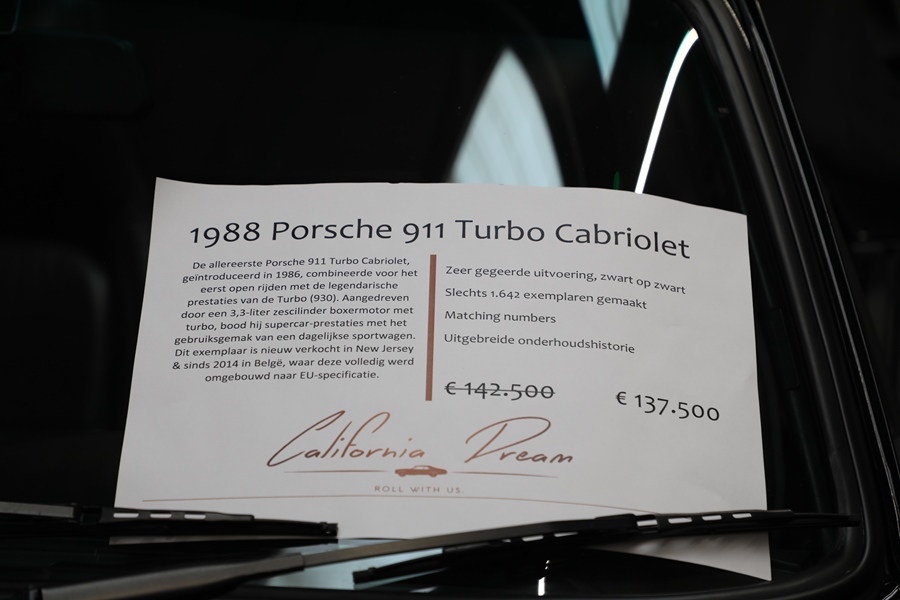 1988 Porsche 911 Turbo Cabriolet
De allereerste Porsche 911 Turbo Cabriolet,
geïntroduceerd in 1986, combineerde voor het
eerst open rijden met de legendarische
prestaties van de Turbo (930). Aangedreven
door een 3,3-liter zescilinder boxermotor met
turbo, bood hij supercar-prestaties met het
gebruiksgemak van een dagelijkse sportwagen.
Dit exemplaar is nieuw verkocht in New Jersey
& sinds 2014 in Belgë, waar deze volledig werd
omgebouwd naar EU-specificatie.
Zeer gegeerde uitvoering, zwart op zwart
Slechts 1.642 exemplaren gemaakt
Matching numbers
Uitgebreide onderhoudshistorie
€ 142.500
€ 137.500
California Dream
ROLL WITH US.